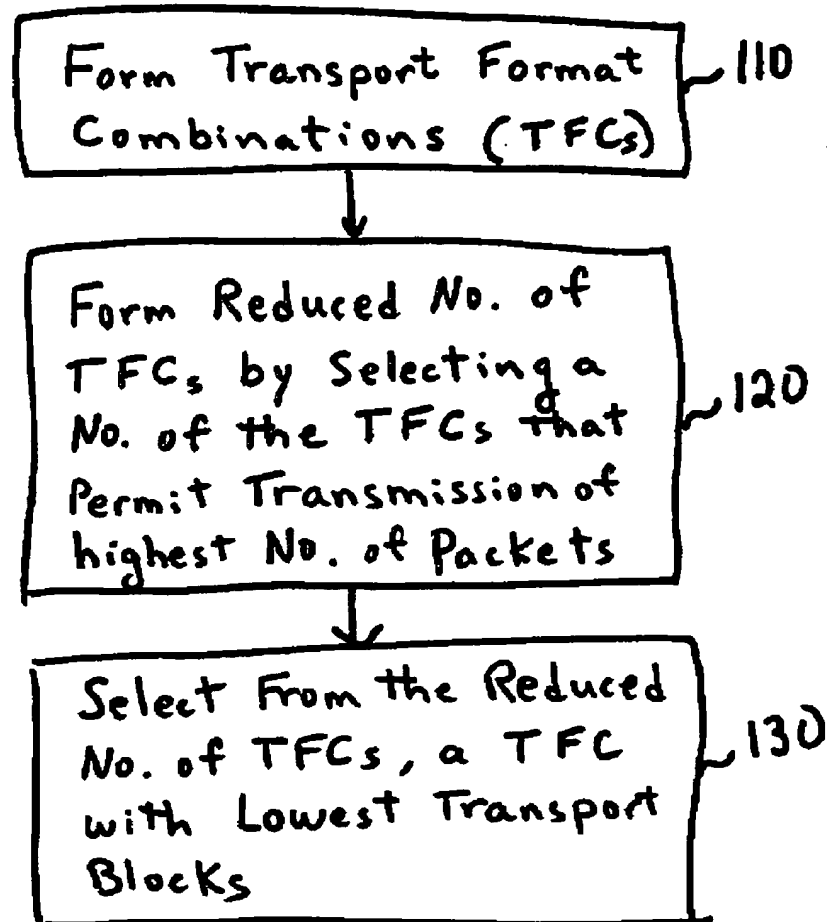 Form Transport Format
Combinations (TFCs)
110
Form Reduced No. of
TFCs by Selecting a
No. of the TFCs that
Permit Transmission of
highest No. of Packets
120
Select From the Reduced
No. of TFCs, a TFC
with Lowest Transport
Blocks
130